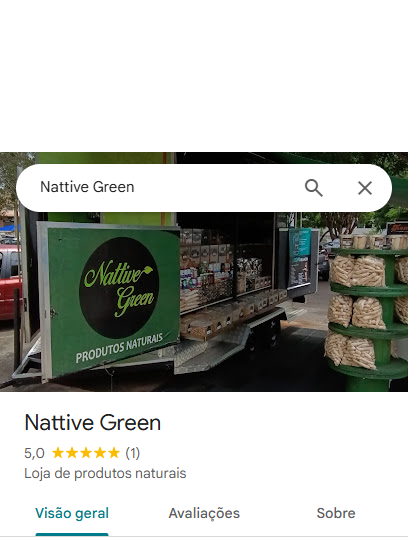 Nattive Green
Nattive
Green
PRODUTOS NATURAIS
Nattive Green
5,0 ★★★★★ (1)
Loja de produtos naturais
Visão geral
Avaliações
Sobre